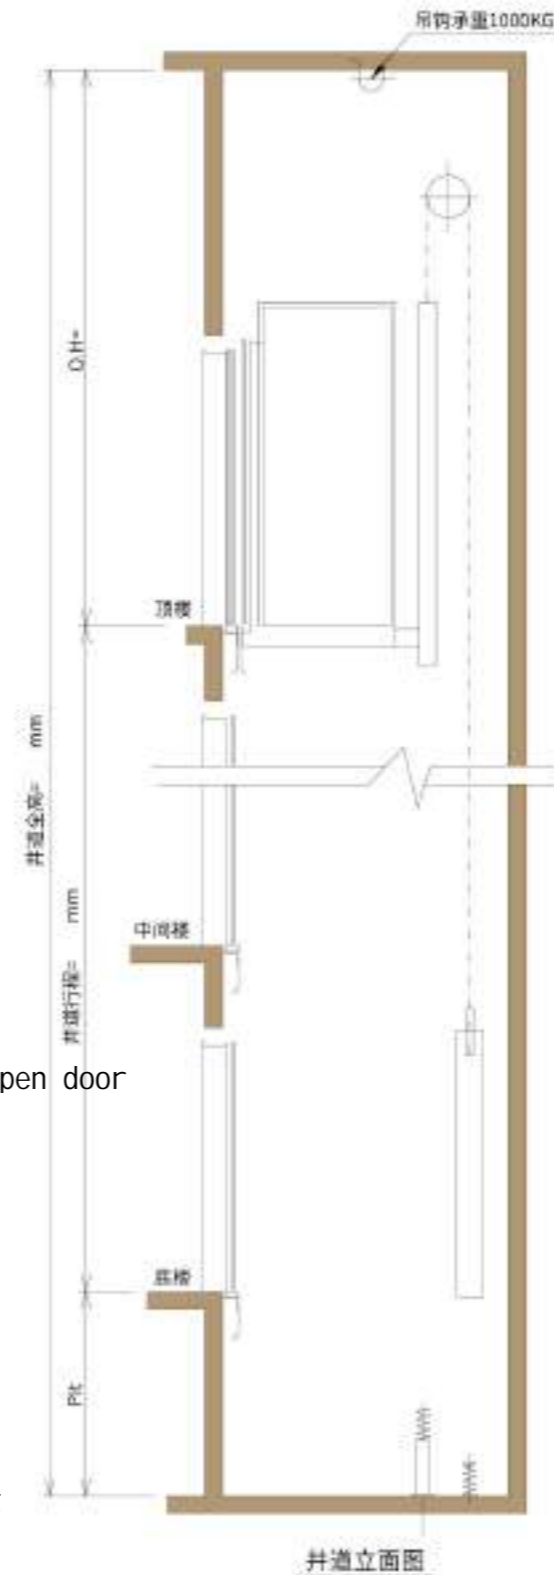 吊钩承重1000KG
O.H=
顶楼
井道全高=     mm
井道行程=     mm
中间楼
pen door
底楼
Pit
井道立面图